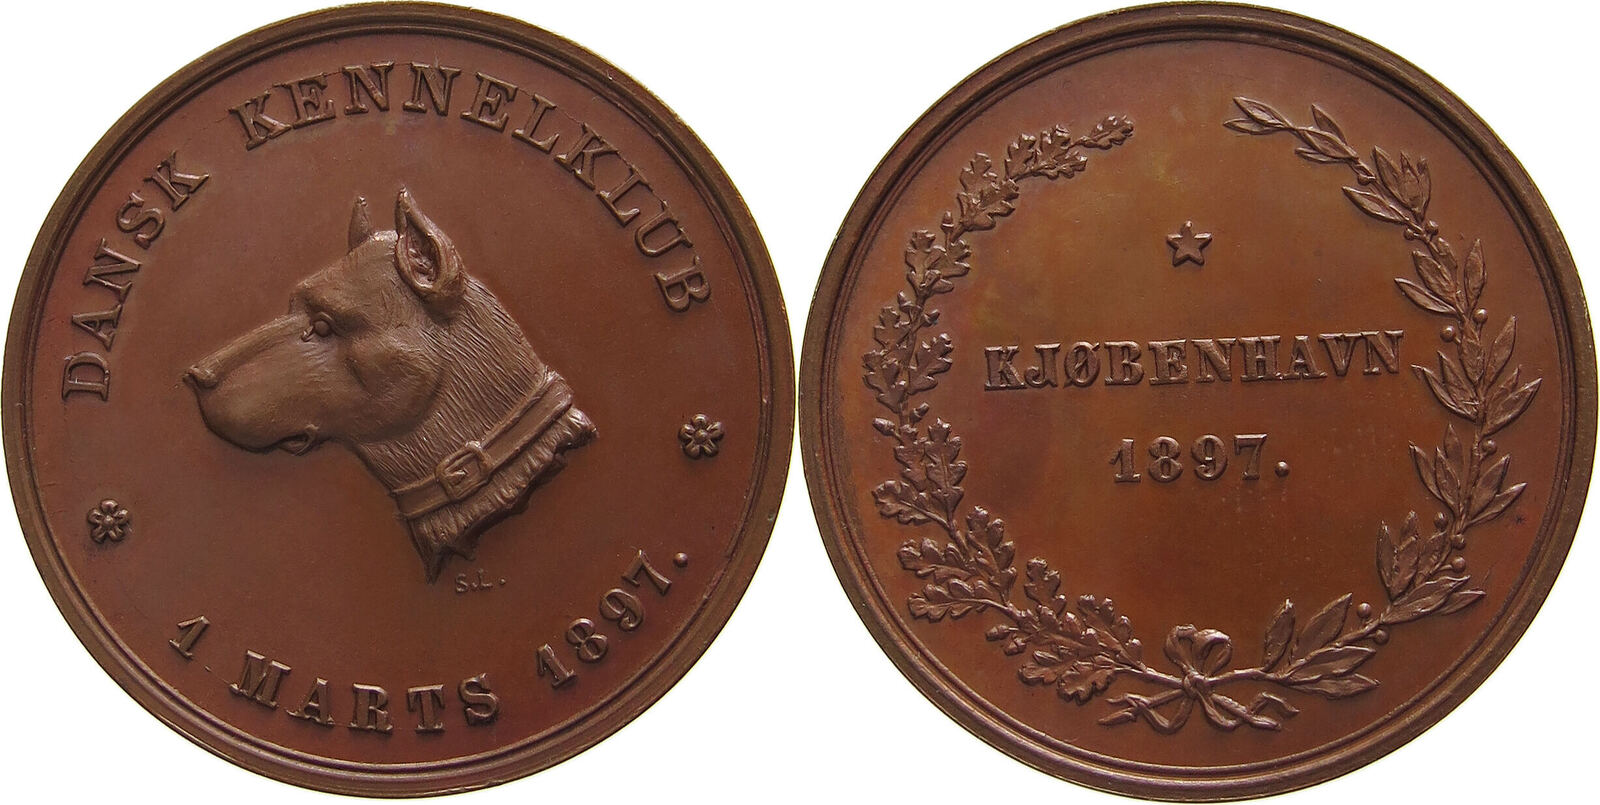 DANSK KENNELKLUB
S.L.
1 MARTS 1897.
KJØBENHAVN
1897.